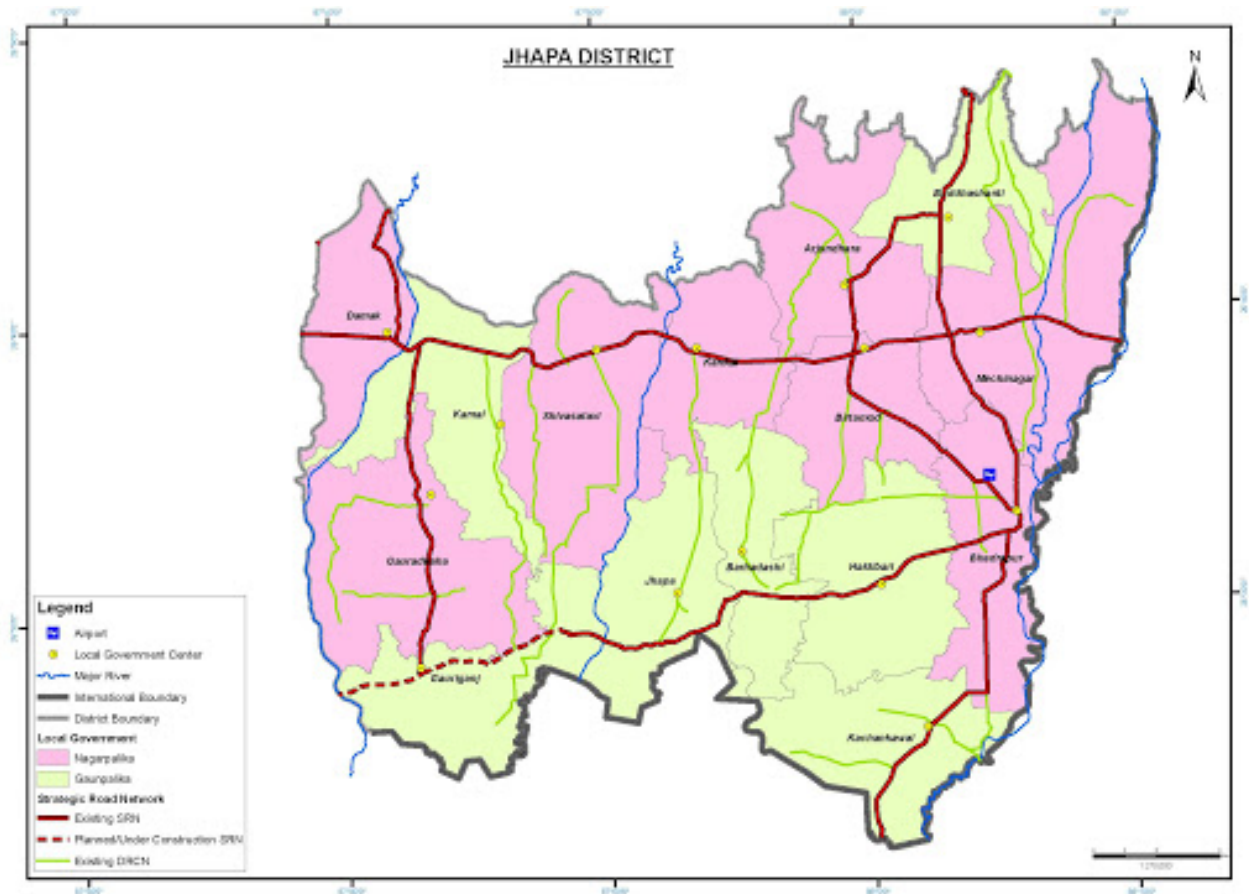 JHAPA DISTRICT
N
Buddhashanti
Arjundhara
Damak
Kankai
Mechinagar
Kamal
Shivasataxi
Birtamod
Gauradhaha
Jhapa
Barhadashi
Haldibari
Bhadrapur
Gauriganj
Kachankawal
Legend
Airport
Local Government Center
Major River
International Boundary
District Boundary
Local Government
Nagarpalika
Gaunpalika
Strategic Road Network
Existing SRN
Planned/Under Construction SRN
Existing DRCN